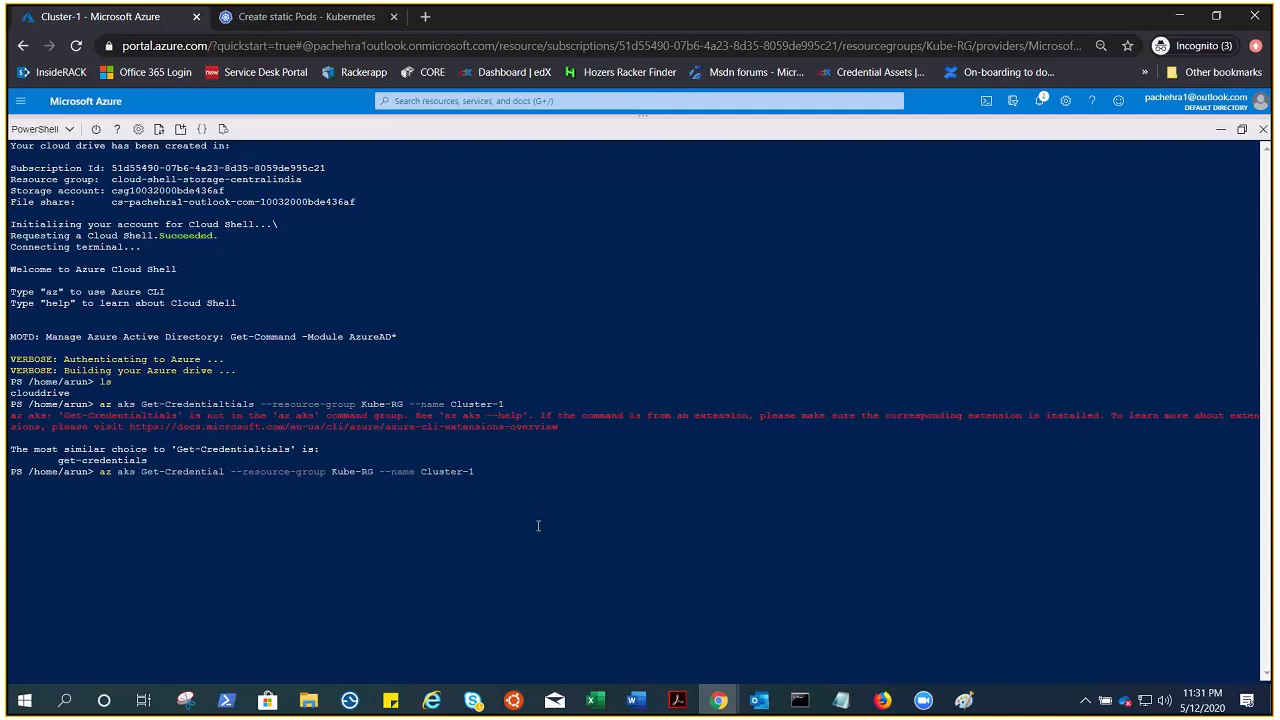 Cluster-1 - Microsoft Azure
Create static Pods - Kubernetes
portal.azure.com/?quickstart=true#@pachehra1outlook.onmicrosoft.com/resource/subscriptions/51d55490-07b6-4a23-8d35-8059de995c21/resourcegroups/Kube-RG/providers/Microsof...
Incognito (3)
InsideRACK
Office 365 Login
Service Desk Portal
Rackerapp
CORE
Dashboard | edX
Hozers Racker Finder
Msdn forums - Micr...
Credential Assets |...
On-boarding to do...
»
Other bookmarks
Microsoft Azure
Search resources, services, and docs (G+/)
2
pachehra1@outlook.com
DEFAULT DIRECTORY
PowerShell
Your cloud drive has been created in:
Subscription Id: 51d55490-07b6-4a23-8d35-8059de995c21
Resource group: cloud-shell-storage-centralindia
Storage account: csg10032000bde436af
File share: cs-pachehra1-outlook-com-10032000bde436af
Initializing your account for Cloud Shell...\
Requesting a Cloud Shell.Succeeded.
Connecting terminal...
Welcome to Azure Cloud Shell
Type "az" to use Azure CLI
Type "help" to learn about Cloud Shell
MOTD: Manage Azure Active Directory: Get-Command -Module AzureAD*
VERBOSE: Authenticating to Azure ...
VERBOSE: Building your Azure drive ...
PS /home/arun> ls
clouddrive
PS /home/arun> az aks Get-Credentialtials --resource-group Kube-RG --name Cluster-1
az aks: 'Get-Credentialtials' is not in the 'az aks' command group. See 'az aks --help'. If the command is from an extension, please make sure the corresponding extension is installed. To learn more about exten
sions, please visit https://docs.microsoft.com/en-us/cli/azure/azure-cli-extensions-overview
The most similar choice to 'Get-Credentialtials' is:
get-credentials
PS /home/arun> az aks Get-Credential --resource-group Kube-RG --name Cluster-1
11:31 PM
5/12/2020